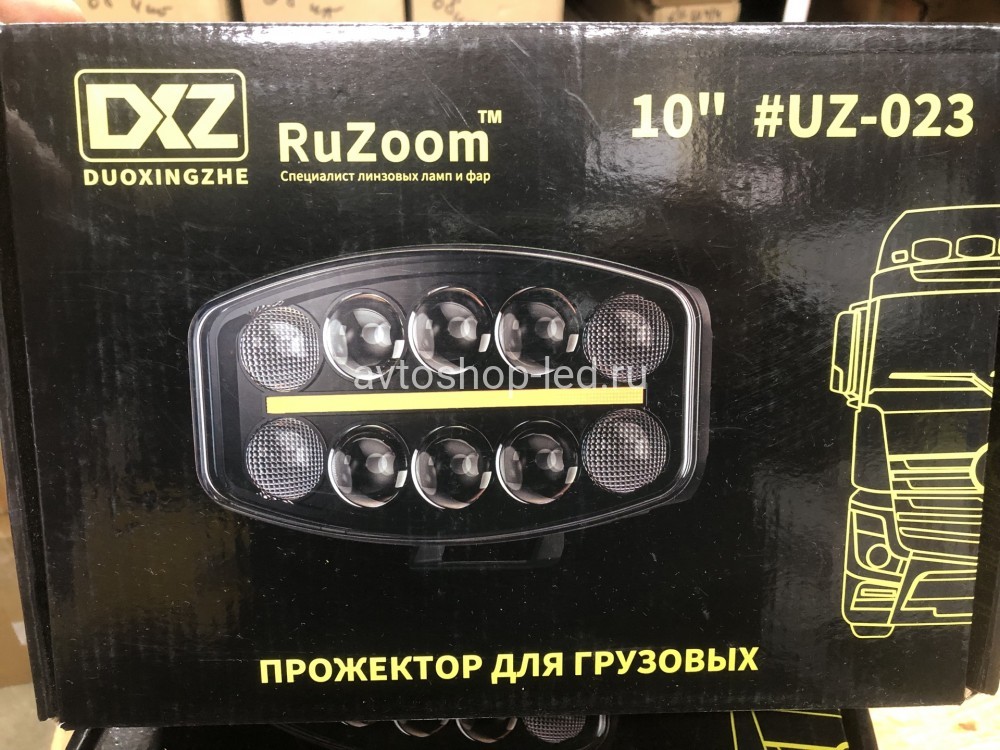 DXZ
DUOXINGZHE
RuZoom™
Специалист линзовых ламп и фар
10" #UZ-023
avtoshop-led.ru
ПРОЖЕКТОР ДЛЯ ГРУЗОВЫХ